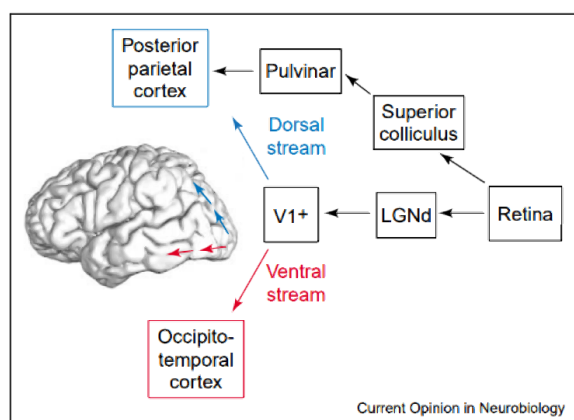 Posterior
parietal
cortex
Pulvinar
Superior
colliculus
Dorsal
stream
V1+
LGNd
Retina
Ventral
stream
Occipito-
temporal
cortex
Current Opinion in Neurobiology